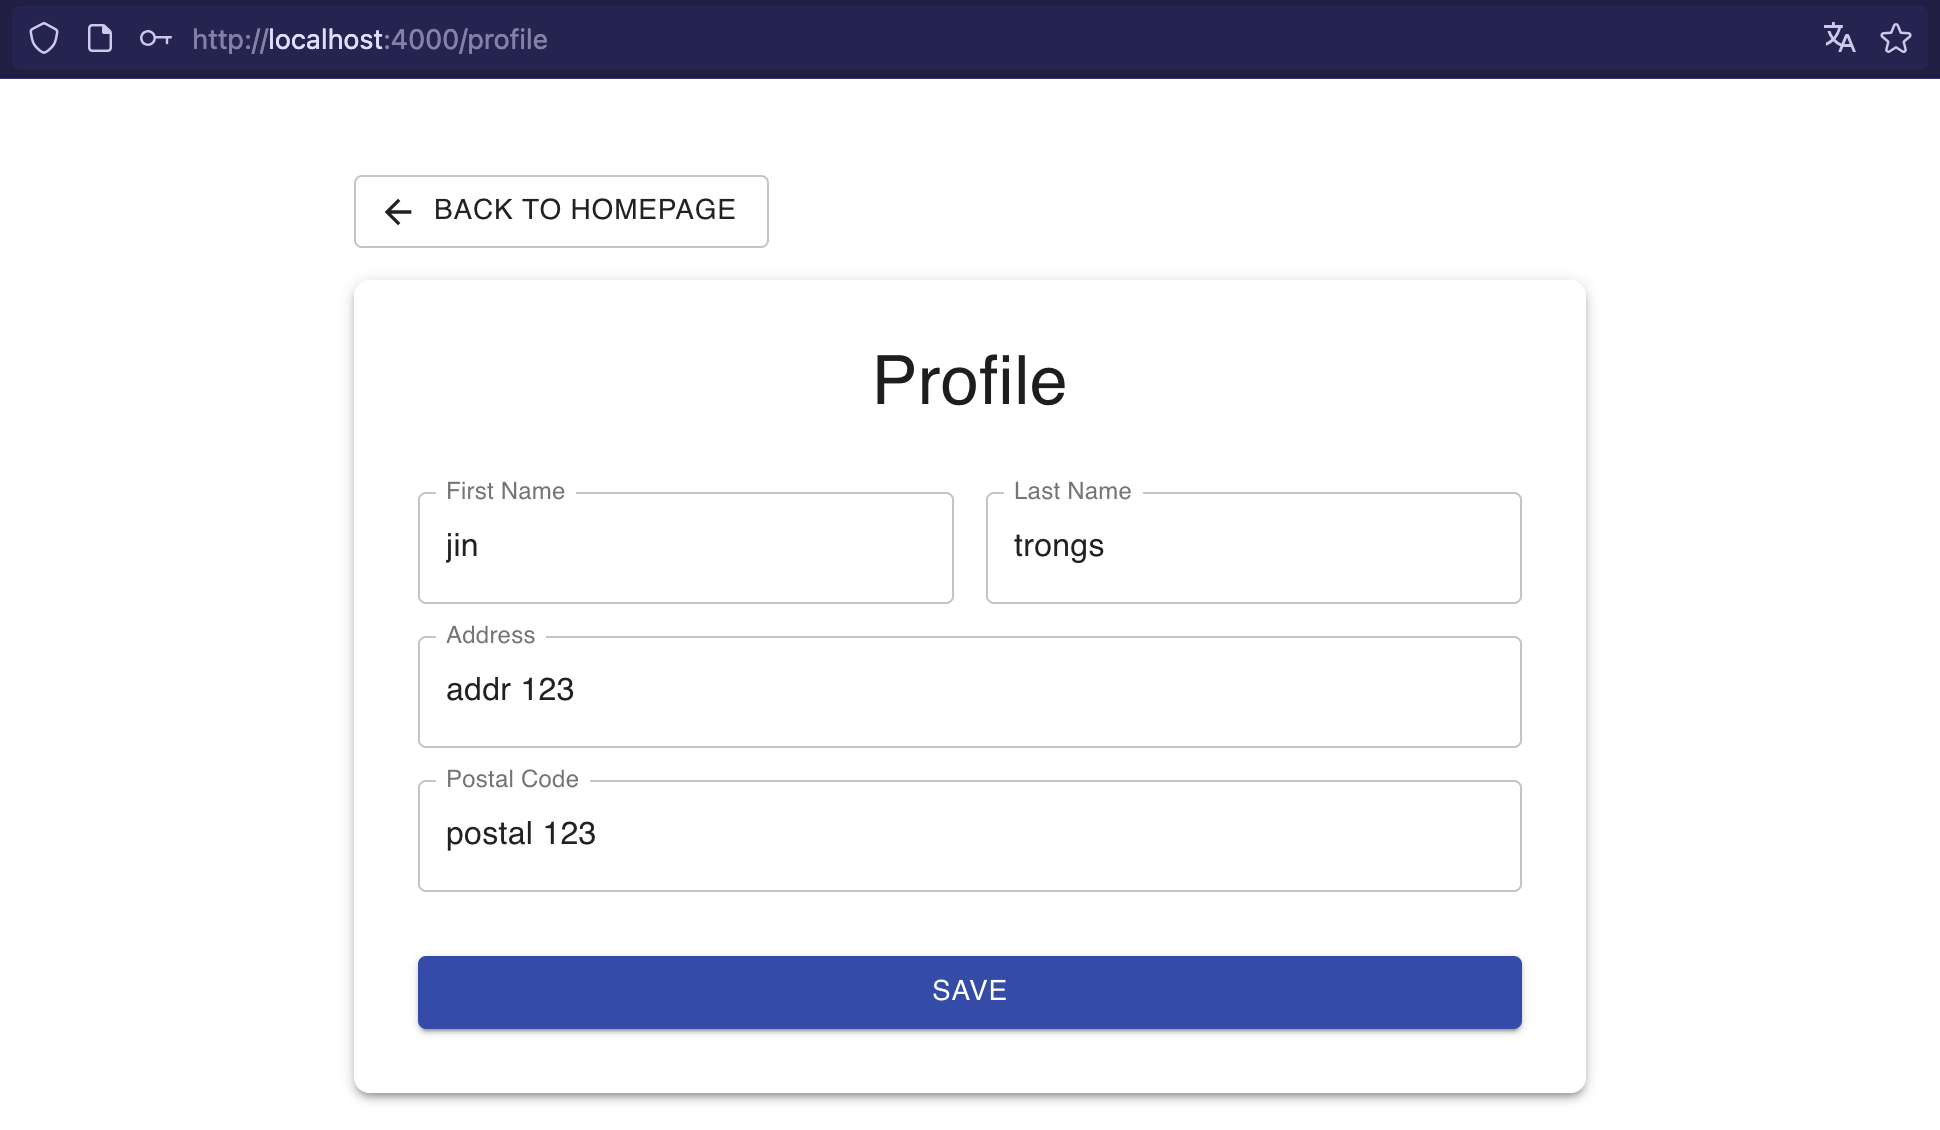 http://localhost:4000/profile
BACK TO HOMEPAGE
Profile
First Name
Last Name
jin
trongs
Address
addr 123
Postal Code
postal 123
SAVE